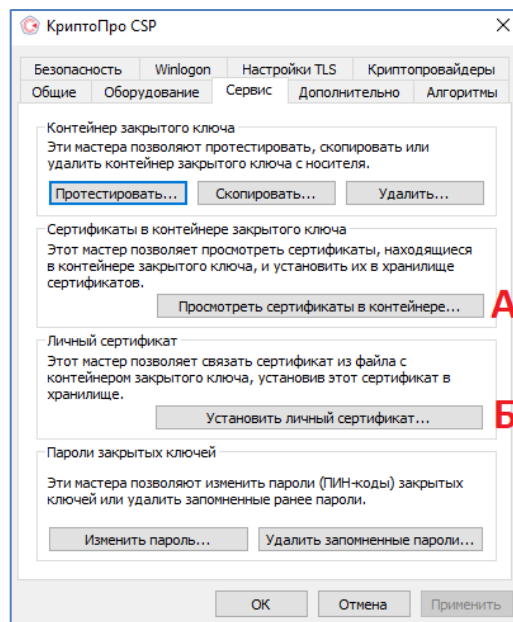 КриптоПро CSP
Безопасность Winlogon Настройки TLS Криптопровайдеры
Общие Оборудование Сервис Дополнительно Алгоритмы
Контейнер закрытого ключа
Эти мастера позволяют протестировать, скопировать или
удалить контейнер закрытого ключа с носителя.
Протестировать... Скопировать... Удалить...
Сертификаты в контейнере закрытого ключа
Этот мастер позволяет просмотреть сертификаты, находящиеся
в контейнере закрытого ключа, и установить их в хранилище
сертификатов.
Просмотреть сертификаты в контейнере... А
Личный сертификат
Этот мастер позволяет связать сертификат из файла с
контейнером закрытого ключа, установив этот сертификат в
хранилище.
Установить личный сертификат... Б
Пароли закрытых ключей
Эти мастера позволяют изменить пароли (ПИН-коды) закрытых
ключей или удалить запомненные ранее пароли.
Изменить пароль... Удалить запомненные пароли...
ОК Отмена Применить